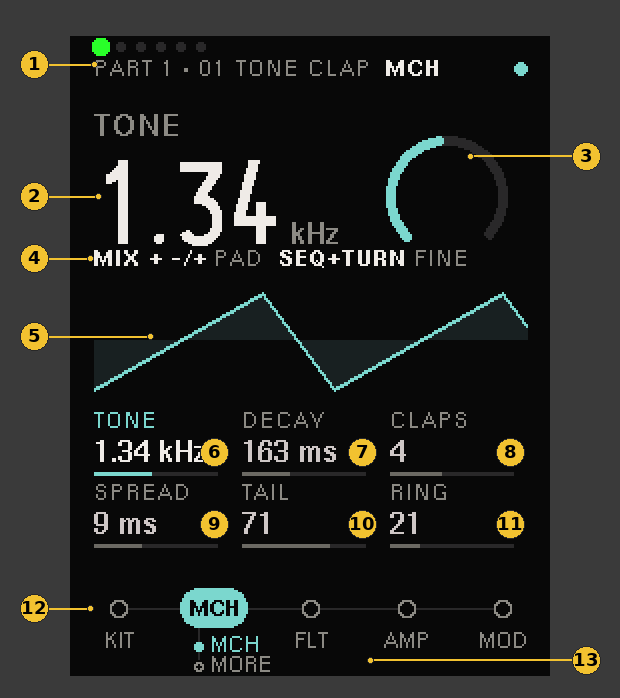 1 PART 1 · 01 TONE CLAP MCH
TONE
3
2 1.34 kHz
4 MIX + -/+ PAD SEQ+TURN FINE
5
TONE DECAY CLAPS
1.34 kHz 6 163 ms 7 4 8
SPREAD TAIL RING
9 ms 9 71 10 21 11
12 MCH
KIT MCH FLT AMP MOD
MORE 13